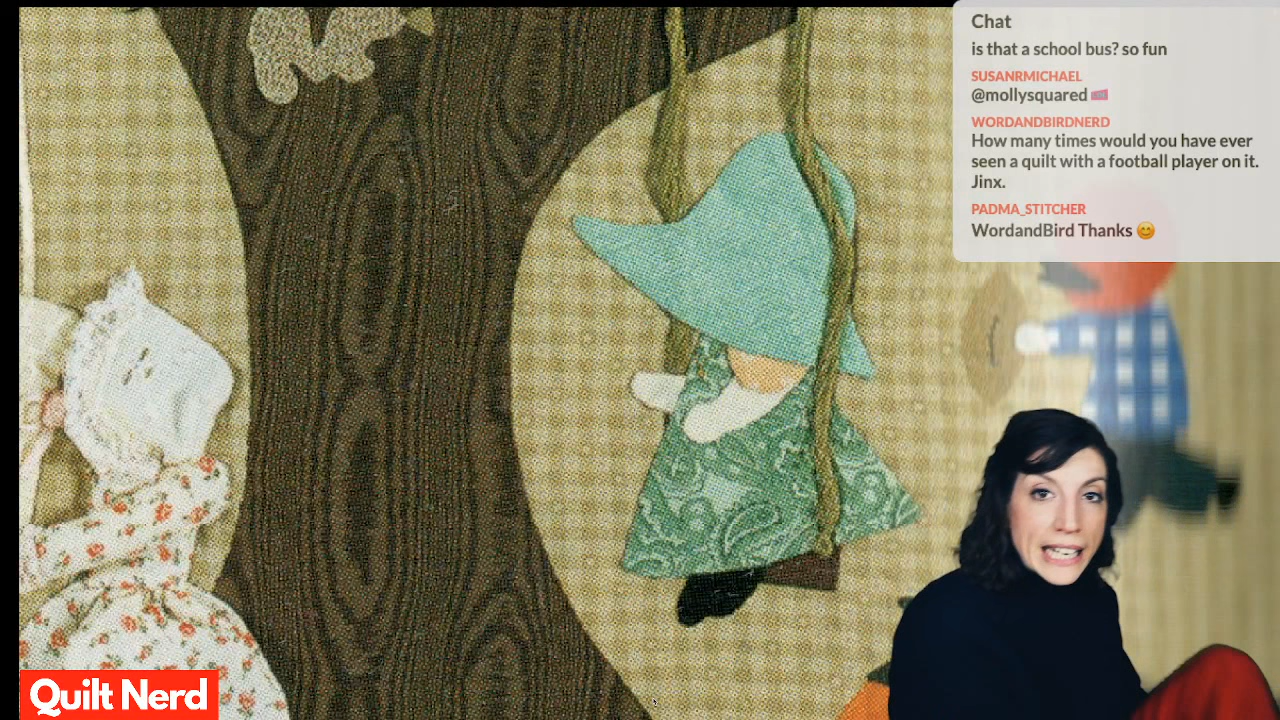 Chat
is that a school bus? so fun
SUSANRMICHAEL
@mollysquared
WORDANDBIRDNERD
How many times would you have ever
seen a quilt with a football player on it.
Jinx.
PADMA_STITCHER
WordandBird Thanks 😊
Quilt Nerd